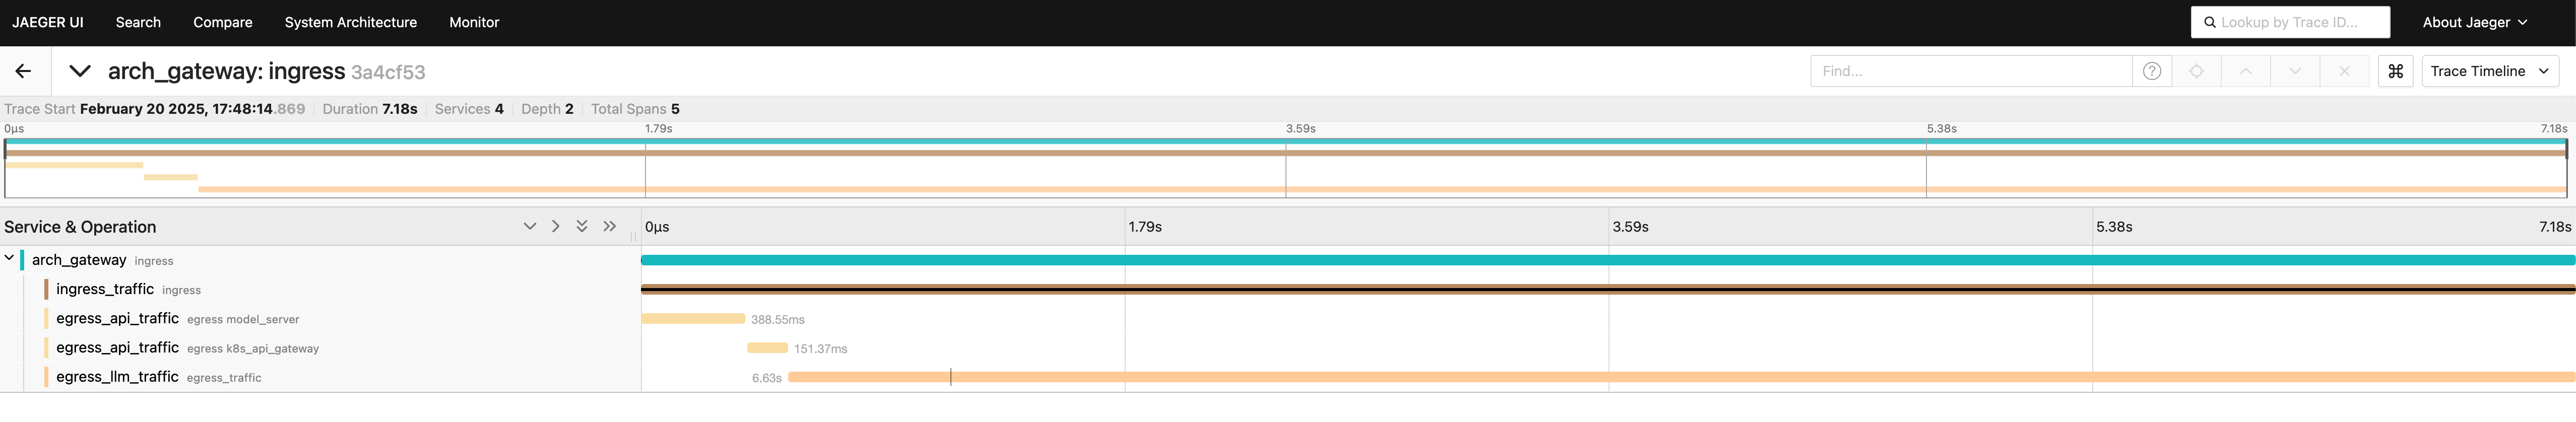 JAEGER UI Search Compare System Architecture Monitor Lookup by Trace ID... About Jaeger
arch_gateway: ingress 3a4cf53 Find... ? ⌘ Trace Timeline
Trace Start February 20 2025, 17:48:14.869 Duration 7.18s Services 4 Depth 2 Total Spans 5
0μs 1.79s 3.59s 5.38s 7.18s
Service & Operation 0μs 1.79s 3.59s 5.38s 7.18s
arch_gateway ingress
ingress_traffic ingress
egress_api_traffic egress model_server 388.55ms
egress_api_traffic egress k8s_api_gateway 151.37ms
egress_llm_traffic egress_traffic 6.63s